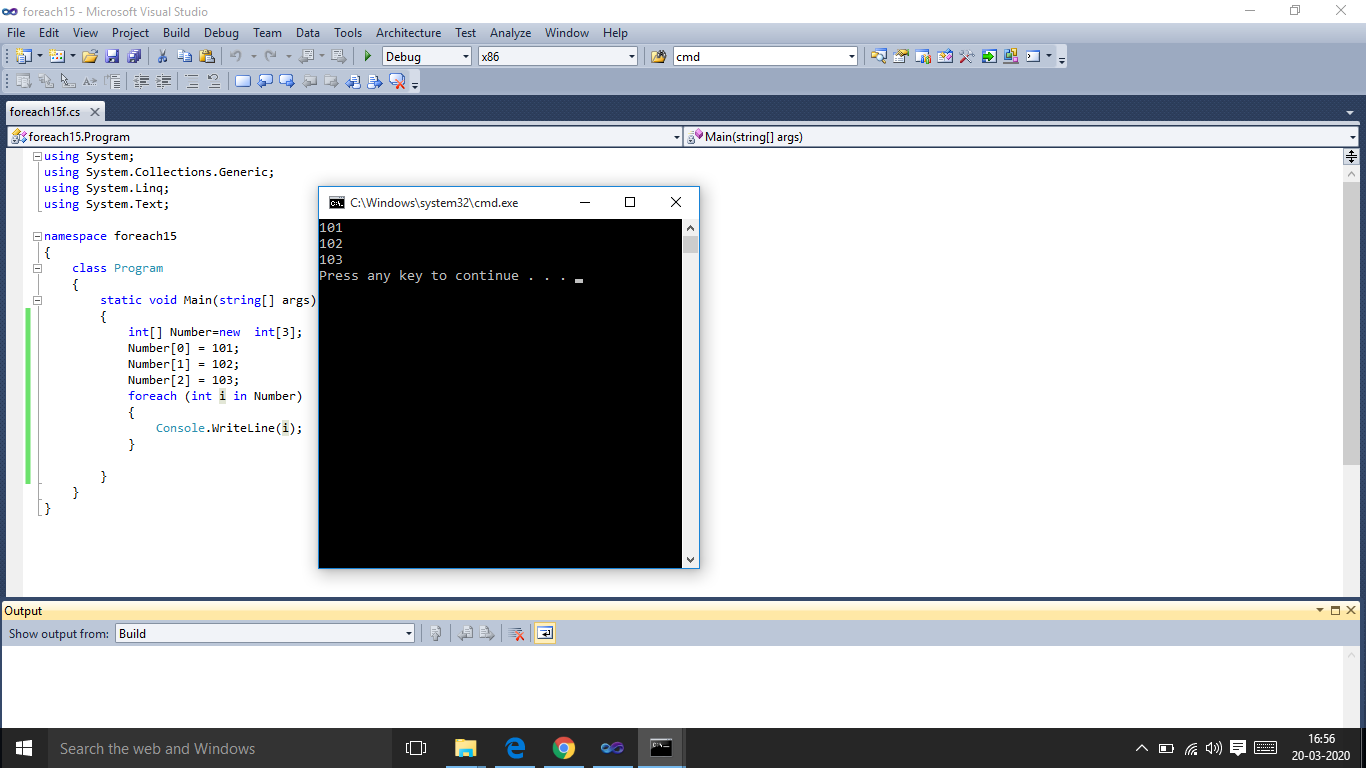 foreach15 - Microsoft Visual Studio
File Edit View Project Build Debug Team Data Tools Architecture Test Analyze Window Help
Debug x86 cmd
foreach15f.cs
foreach15.Program Main(string[] args)
using System;
using System.Collections.Generic;
using System.Linq;
using System.Text;
namespace foreach15
{
class Program
{
static void Main(string[] args)
{
int[] Number=new  int[3];
Number[0] = 101;
Number[1] = 102;
Number[2] = 103;
foreach (int i in Number)
{
Console.WriteLine(i);
}
}
}
}
C:\Windows\system32\cmd.exe
101
102
103
Press any key to continue . . .
Output
Show output from: Build
Search the web and Windows
16:56
20-03-2020